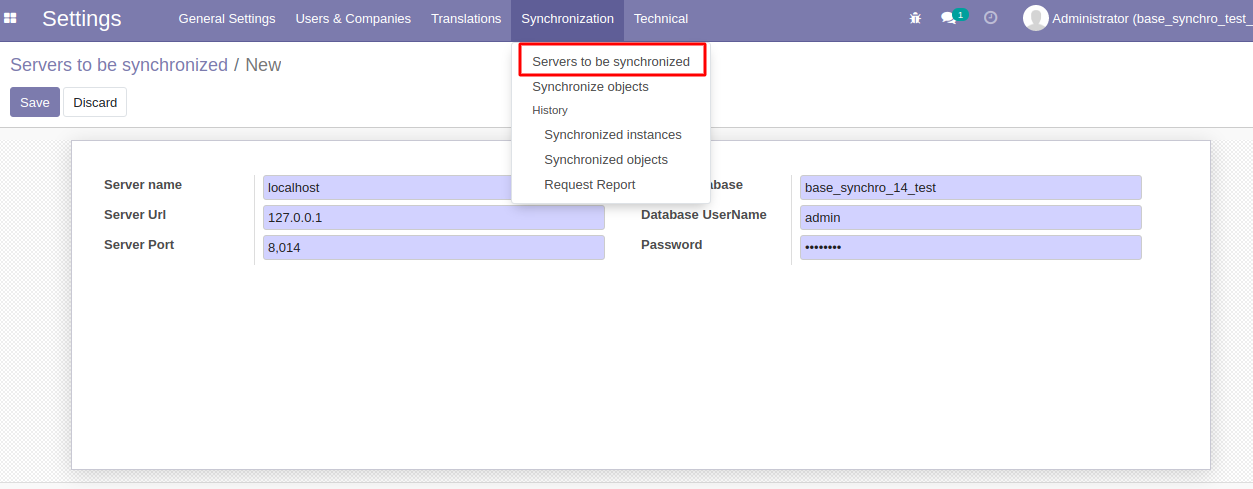 Settings General Settings Users & Companies Translations Synchronization Technical 1 Administrator (base_synchro_test_
Servers to be synchronized / New
Save Discard
Servers to be synchronized
Synchronize objects
History
Synchronized instances
Synchronized objects
Request Report
Server name localhost
Server Url 127.0.0.1
Server Port 8,014
base_synchro_14_test
Database UserName admin
Password ••••••••